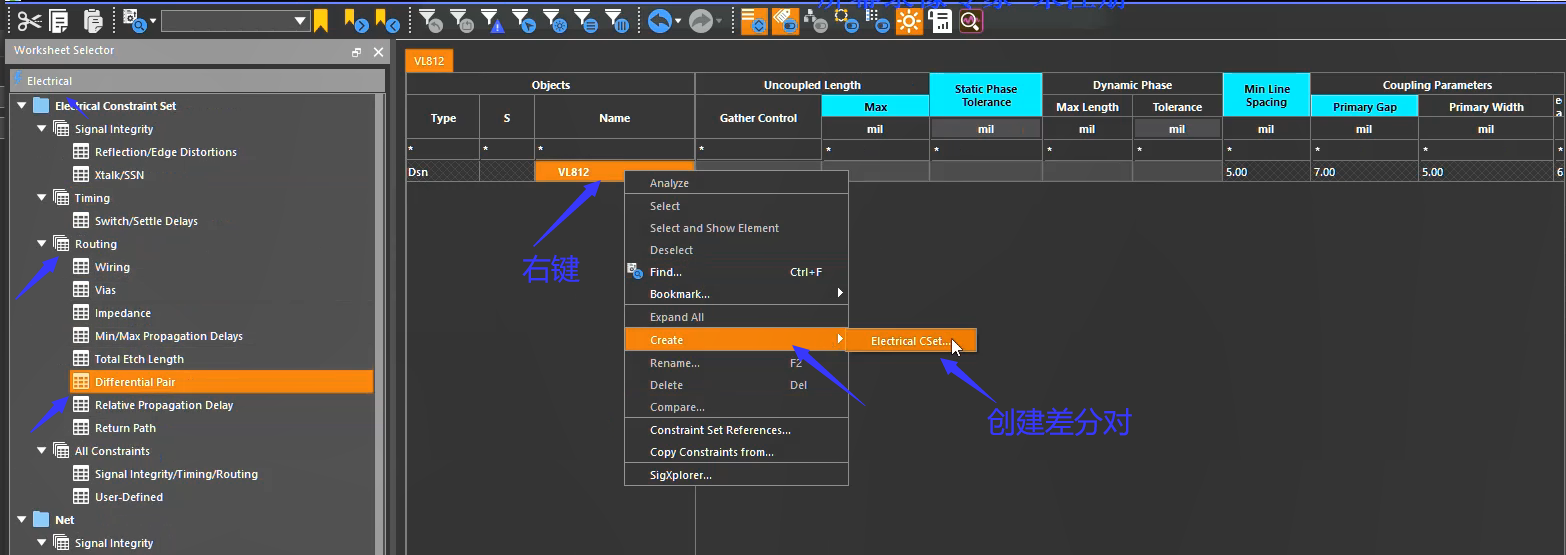 Worksheet Selector
Electrical
Electrical Constraint Set
Signal Integrity
Reflection/Edge Distortions
Xtalk/SSN
Timing
Switch/Settle Delays
Routing
Wiring
Vias
Impedance
Min/Max Propagation Delays
Total Etch Length
Differential Pair
Relative Propagation Delay
Return Path
All Constraints
Signal Integrity/Timing/Routing
User-Defined
Net
Signal Integrity
VL812
Objects Uncoupled Length Static Phase Tolerance Dynamic Phase Min Line Spacing Coupling Parameters
Type S Name Gather Control Max Max Length Tolerance Primary Gap Primary Width
mil mil mil mil mil mil mil
* * * * * * * * * * *
Dsn VL812 5.00 7.00 5.00 6
Analyze
Select
Select and Show Element
Deselect
Find... Ctrl+F
Bookmark...
Expand All
Create
Electrical CSet...
Rename... F2
Delete Del
Compare...
Constraint Set References...
Copy Constraints from...
SigXplorer...
右键
创建差分对